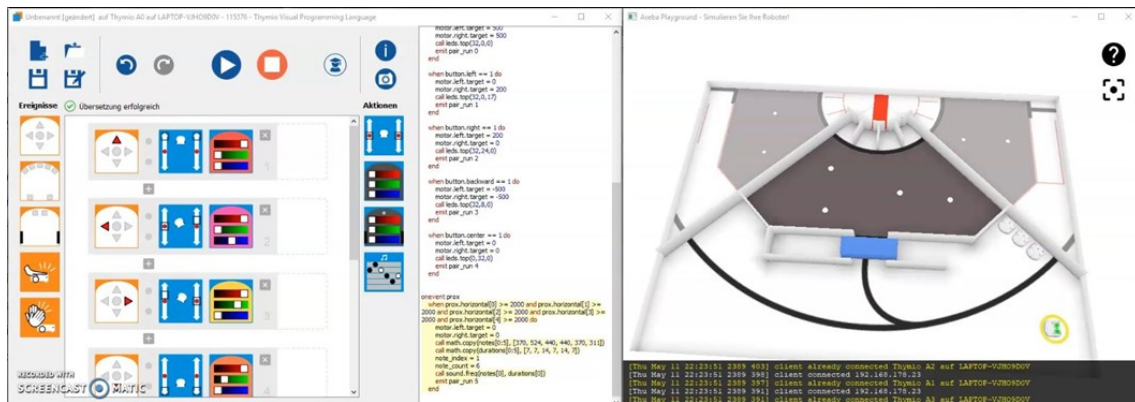 Unbenannt [geändert] auf Thymio A0 auf LAPTOP-VJHO9D0V - 115376 - Thymio Visual Programming Language
Ereignisse
Übersetzung erfolgreich
Aktionen
1
2
3
4
RECORDED WITH
SCREENCAST MATIC
motor.left.target = 500
motor.right.target = 500
call leds.top(32,0,0)
emit pair_run 0
end
when button.left == 1 do
motor.left.target = 0
motor.right.target = 200
call leds.top(32,0,17)
emit pair_run 1
end
when button.right == 1 do
motor.left.target = 200
motor.right.target = 0
call leds.top(32,24,0)
emit pair_run 2
end
when button.backward == 1 do
motor.left.target = -500
motor.right.target = -500
call leds.top(32,8,0)
emit pair_run 3
end
when button.center == 1 do
motor.left.target = 0
motor.right.target = 0
call leds.top(0,32,0)
emit pair_run 4
end
onevent prox
when prox.horizontal[0] >= 2000 and prox.horizontal[1] >=
2000 and prox.horizontal[2] >= 2000 and prox.horizontal[3] >=
2000 and prox.horizontal[4] >= 2000 do
motor.left.target = 0
motor.right.target = 0
call math.copy(notes[0:5], [370, 524, 440, 440, 370, 311])
call math.copy(durations[0:5], [7, 7, 14, 7, 14, 7])
note_index = 1
note_count = 6
call sound.freq(notes[0], durations[0])
emit pair_run 5
end
Aseba Playground - Simulieren Sie Ihre Roboter!
?
[Thu May 11 22:23:51 2389 403] client already connected Thymio A2 auf LAPTOP-VJHO9D0V
[Thu May 11 22:23:51 2389 398] client connected 192.168.178.23
[Thu May 11 22:23:51 2389 397] client already connected Thymio A1 auf LAPTOP-VJHO9D0V
[Thu May 11 22:23:51 2389 391] client connected 192.168.178.23
[Thu May 11 22:23:51 2389 391] client already connected Thymio A3 auf LAPTOP-VJHO9D0V